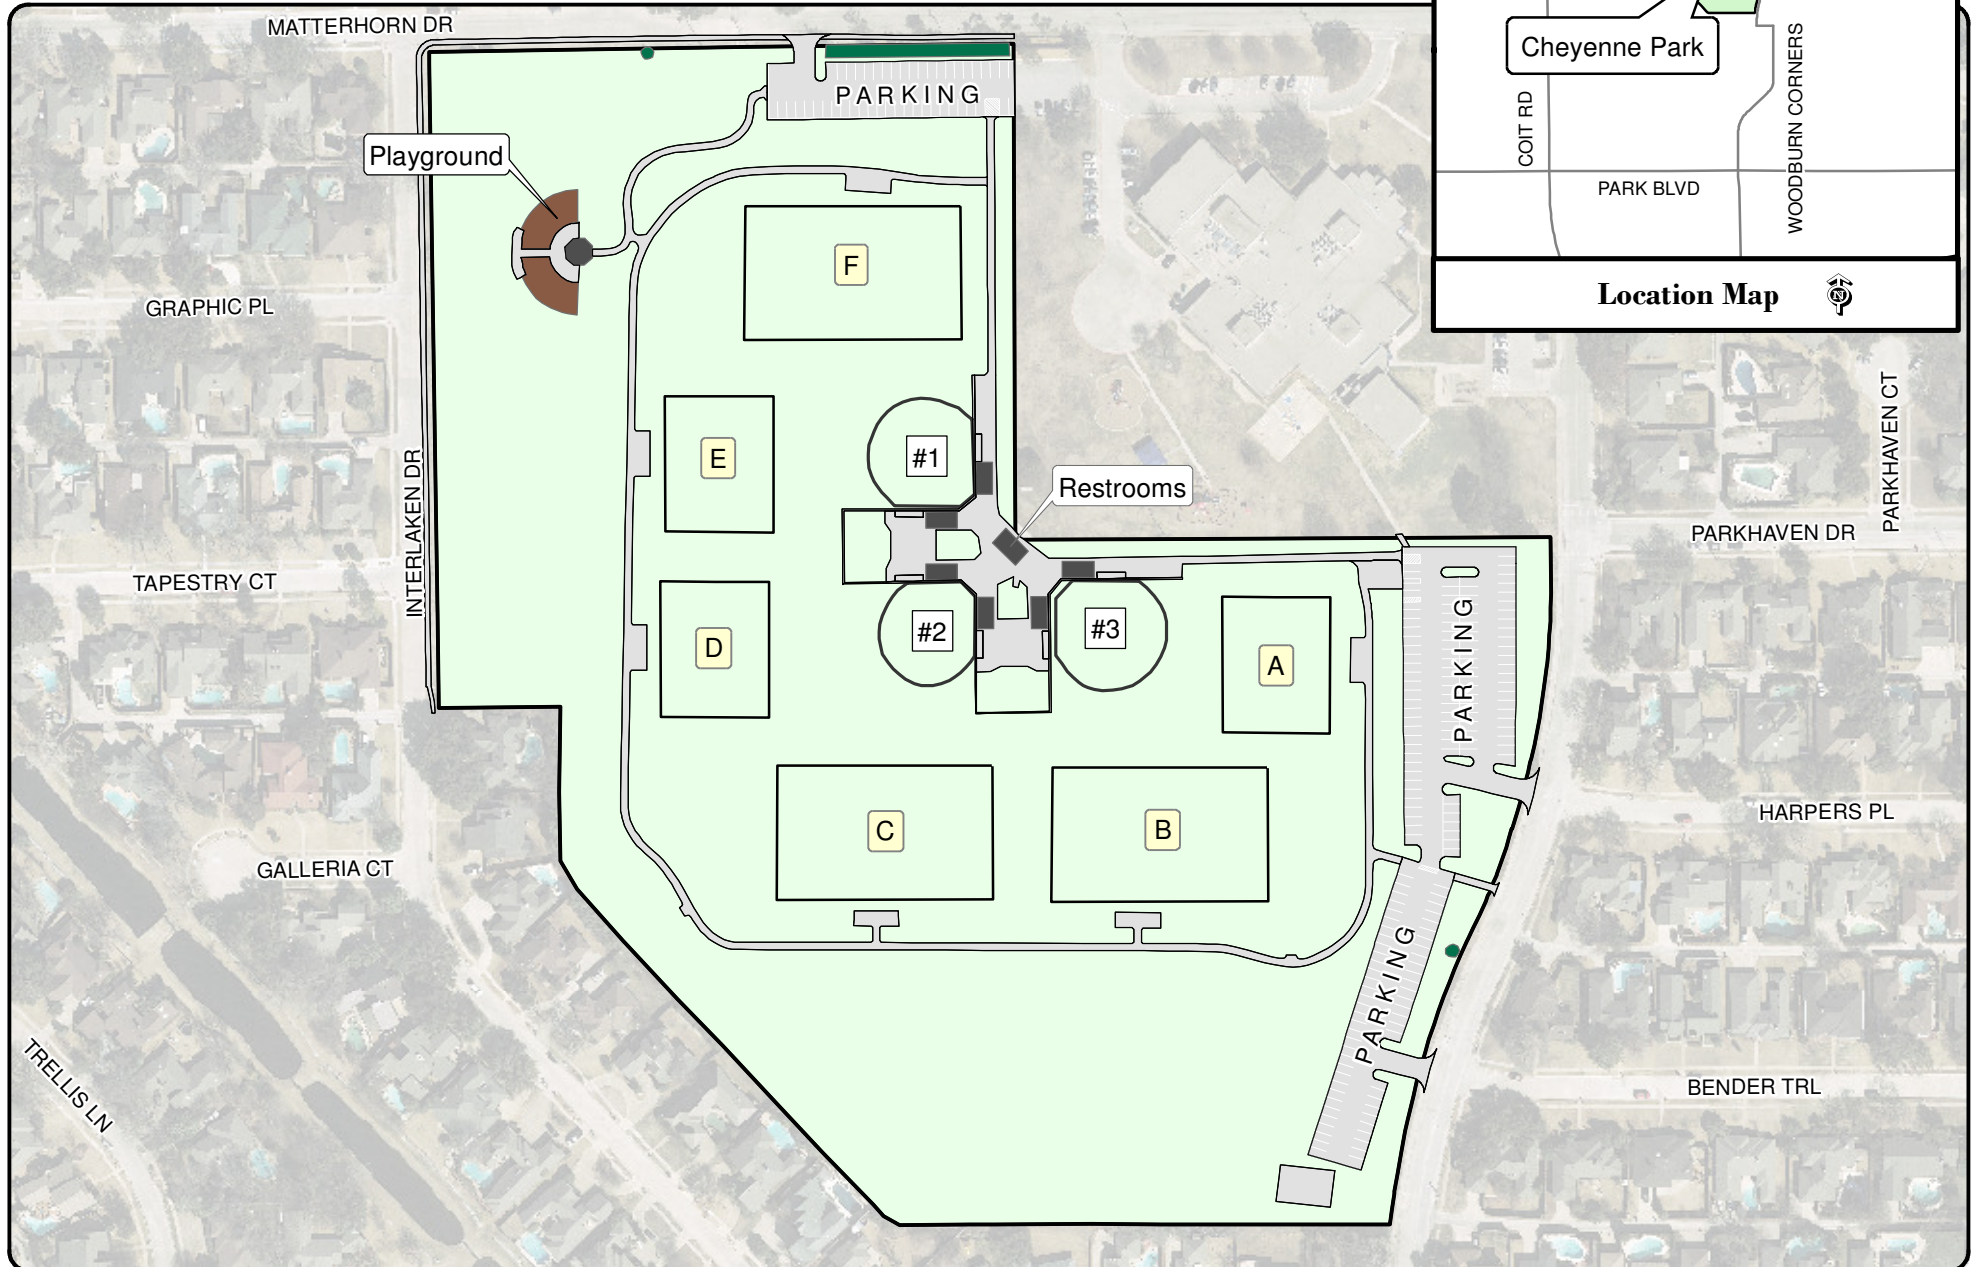 MATTERHORN DR
Cheyenne Park
COIT RD
WOODBURN CORNERS
PARK BLVD
Location Map
N
PARKING
Playground
F
GRAPHIC PL
E
#1
Restrooms
INTERLAKEN DR
PARKHAVEN CT
PARKHAVEN DR
TAPESTRY CT
D
#2
#3
A
PARKING
C
B
HARPERS PL
GALLERIA CT
PARKING
TRELLIS LN
BENDER TRL